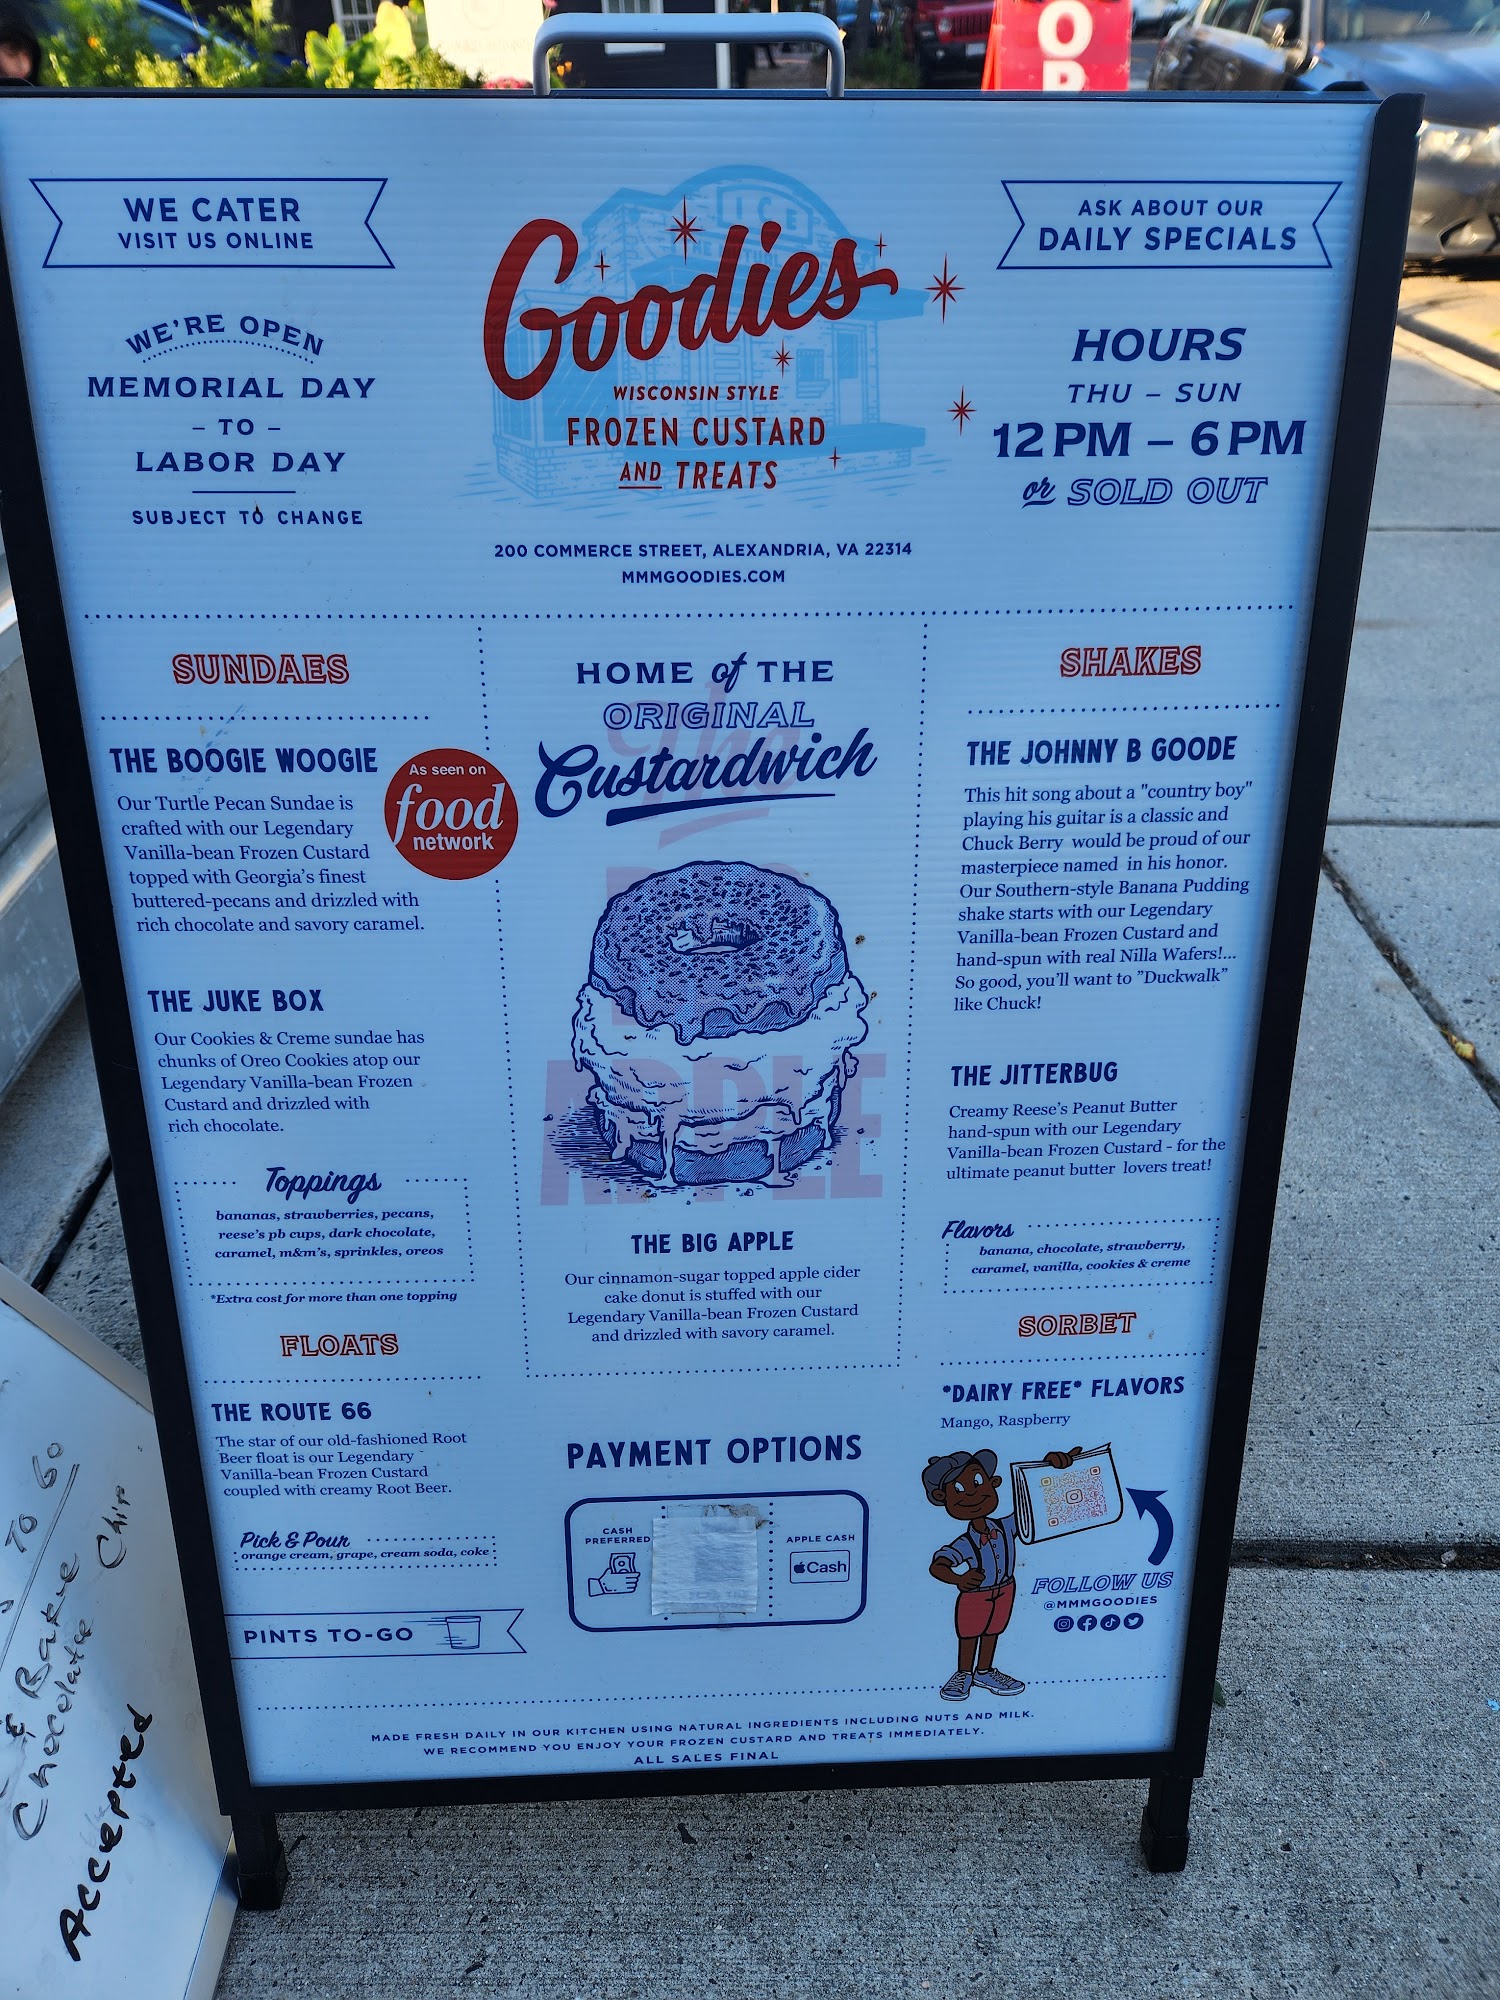 WE CATER
VISIT US ONLINE
WE'RE OPEN
MEMORIAL DAY
– TO –
LABOR DAY
SUBJECT TO CHANGE
ICE
Goodies
WISCONSIN STYLE
FROZEN CUSTARD
AND TREATS
200 COMMERCE STREET, ALEXANDRIA, VA 22314
MMMGOODIES.COM
ASK ABOUT OUR
DAILY SPECIALS
HOURS
THU – SUN
12 PM – 6 PM
or SOLD OUT
SUNDAES
THE BOOGIE WOOGIE
Our Turtle Pecan Sundae is
crafted with our Legendary
Vanilla-bean Frozen Custard
topped with Georgia's finest
buttered-pecans and drizzled with
rich chocolate and savory caramel.
As seen on
food
network
THE JUKE BOX
Our Cookies & Creme sundae has
chunks of Oreo Cookies atop our
Legendary Vanilla-bean Frozen
Custard and drizzled with
rich chocolate.
Toppings
bananas, strawberries, pecans,
reese's pb cups, dark chocolate,
caramel, m&m's, sprinkles, oreos
*Extra cost for more than one topping
FLOATS
THE ROUTE 66
The star of our old-fashioned Root
Beer float is our Legendary
Vanilla-bean Frozen Custard
coupled with creamy Root Beer.
Pick & Pour
orange cream, grape, cream soda, coke
PINTS TO-GO
HOME of THE
ORIGINAL
Custardwich
The
BIG
APPLE
THE BIG APPLE
Our cinnamon-sugar topped apple cider
cake donut is stuffed with our
Legendary Vanilla-bean Frozen Custard
and drizzled with savory caramel.
PAYMENT OPTIONS
CASH
PREFERRED
APPLE CASH
Cash
SHAKES
THE JOHNNY B GOODE
This hit song about a "country boy"
playing his guitar is a classic and
Chuck Berry would be proud of our
masterpiece named in his honor.
Our Southern-style Banana Pudding
shake starts with our Legendary
Vanilla-bean Frozen Custard and
hand-spun with real Nilla Wafers!...
So good, you'll want to "Duckwalk"
like Chuck!
THE JITTERBUG
Creamy Reese's Peanut Butter
hand-spun with our Legendary
Vanilla-bean Frozen Custard - for the
ultimate peanut butter lovers treat!
Flavors
banana, chocolate, strawberry,
caramel, vanilla, cookies & creme
SORBET
*DAIRY FREE* FLAVORS
Mango, Raspberry
FOLLOW US
@MMMGOODIES
MADE FRESH DAILY IN OUR KITCHEN USING NATURAL INGREDIENTS INCLUDING NUTS AND MILK.
WE RECOMMEND YOU ENJOY YOUR FROZEN CUSTARD AND TREATS IMMEDIATELY.
ALL SALES FINAL
TO GO
& Bake
Chocolate Chip
Accepted